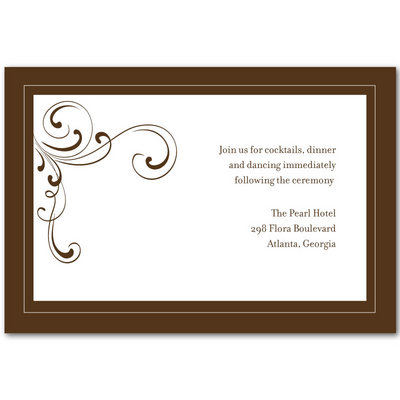 Join us for cocktails, dinner
and dancing immediately
following the ceremony
The Pearl Hotel
298 Flora Boulevard
Atlanta, Georgia